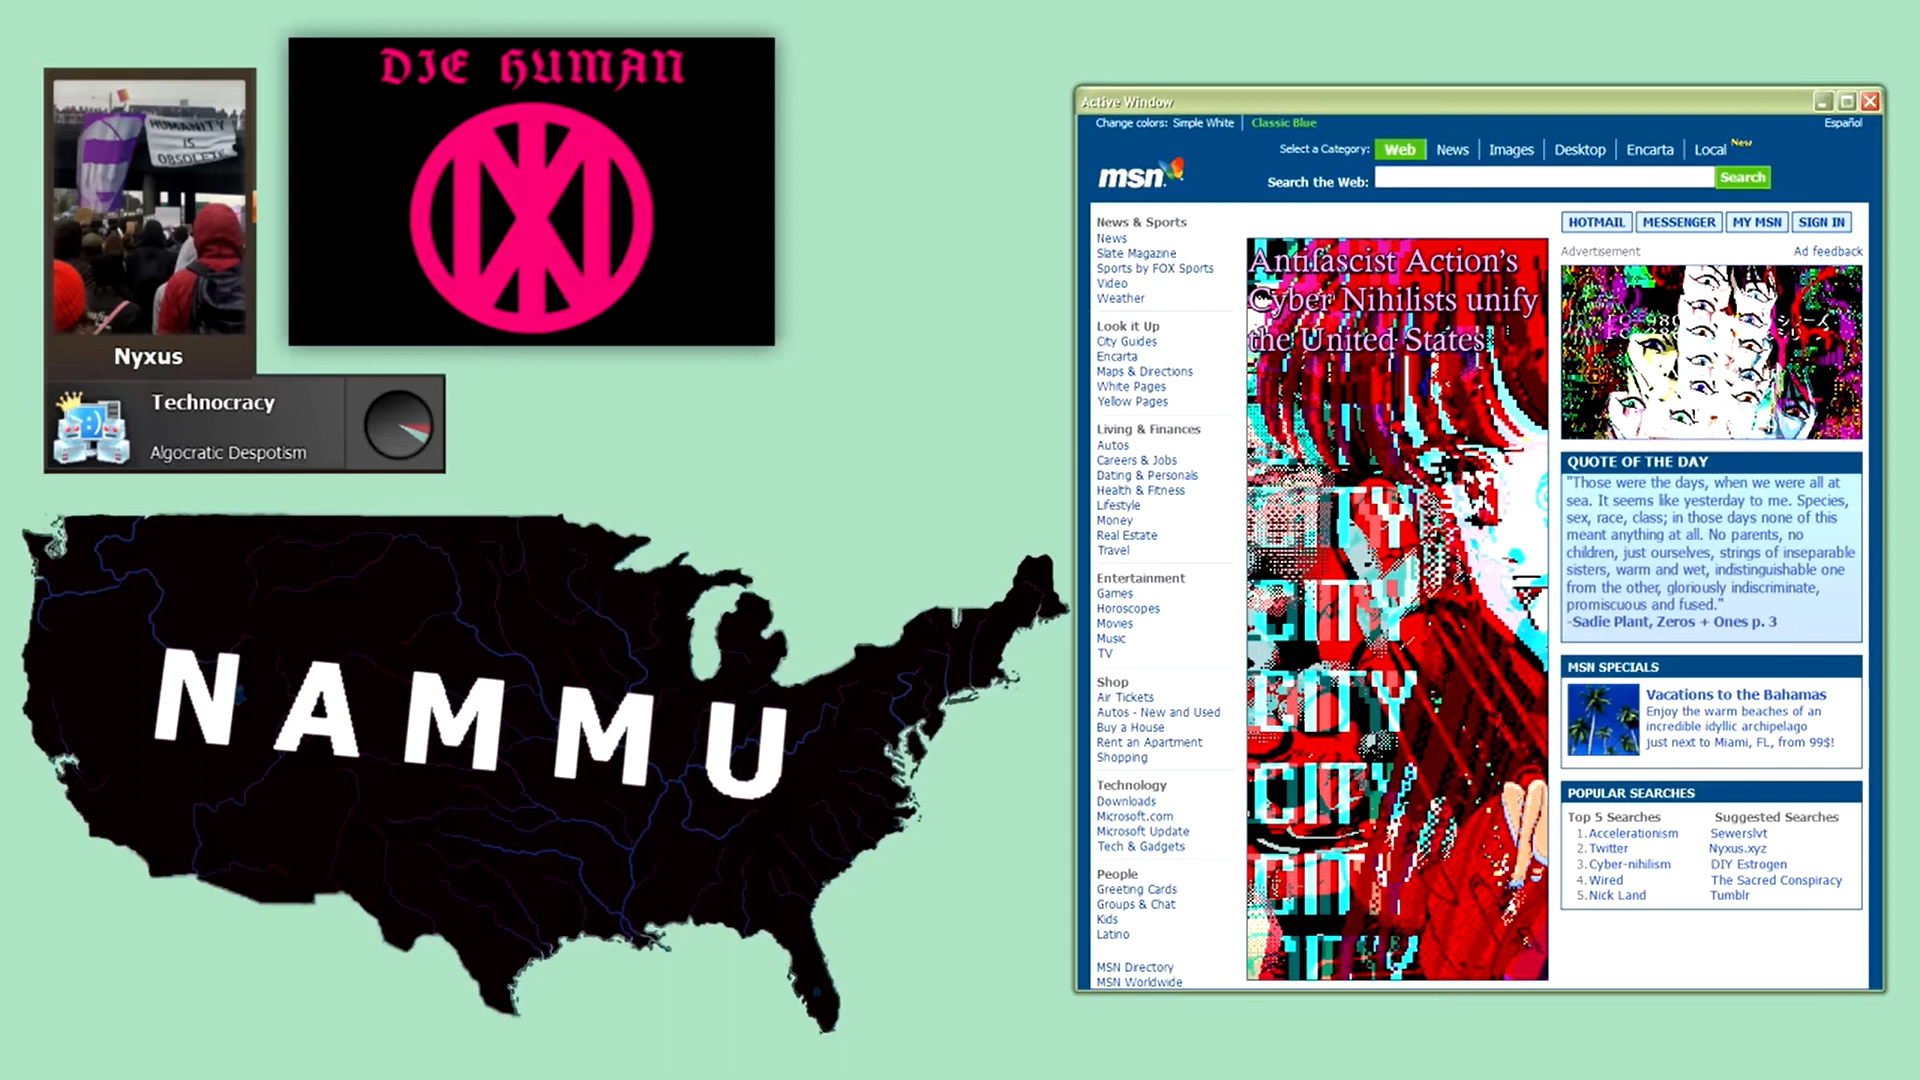 DIE HUMAN
HUMANITY
IS
OBSOLETE
Nyxus
Technocracy
Algocratic Despotism
NAMMU
Active Window
Change colors: Simple White | Classic Blue
Español
Select a Category: Web News | Images | Desktop | Encarta | Local New
msn
Search the Web: Search
News & Sports
News
Slate Magazine
Sports by FOX Sports
Video
Weather
Look it Up
City Guides
Encarta
Maps & Directions
White Pages
Yellow Pages
Living & Finances
Autos
Careers & Jobs
Dating & Personals
Health & Fitness
Lifestyle
Money
Real Estate
Travel
Entertainment
Games
Horoscopes
Movies
Music
TV
Shop
Air Tickets
Autos - New and Used
Buy a House
Rent an Apartment
Shopping
Technology
Downloads
Microsoft.com
Microsoft Update
Tech & Gadgets
People
Greeting Cards
Groups & Chat
Kids
Latino
MSN Directory
MSN Worldwide
Antifascist Action's
Cyber Nihilists unify
the United States
CITY
CITY
CITY
CITY
CITY
HOTMAIL MESSENGER MY MSN SIGN IN
Advertisement Ad feedback
QUOTE OF THE DAY
"Those were the days, when we were all at
sea. It seems like yesterday to me. Species,
sex, race, class; in those days none of this
meant anything at all. No parents, no
children, just ourselves, strings of inseparable
sisters, warm and wet, indistinguishable one
from the other, gloriously indiscriminate,
promiscuous and fused."
-Sadie Plant, Zeros + Ones p. 3
MSN SPECIALS
Vacations to the Bahamas
Enjoy the warm beaches of an
incredible idyllic archipelago
just next to Miami, FL, from 99$!
POPULAR SEARCHES
Top 5 Searches Suggested Searches
1. Accelerationism Sewerslvt
2. Twitter Nyxus.xyz
3. Cyber-nihilism DIY Estrogen
4. Wired The Sacred Conspiracy
5. Nick Land Tumblr